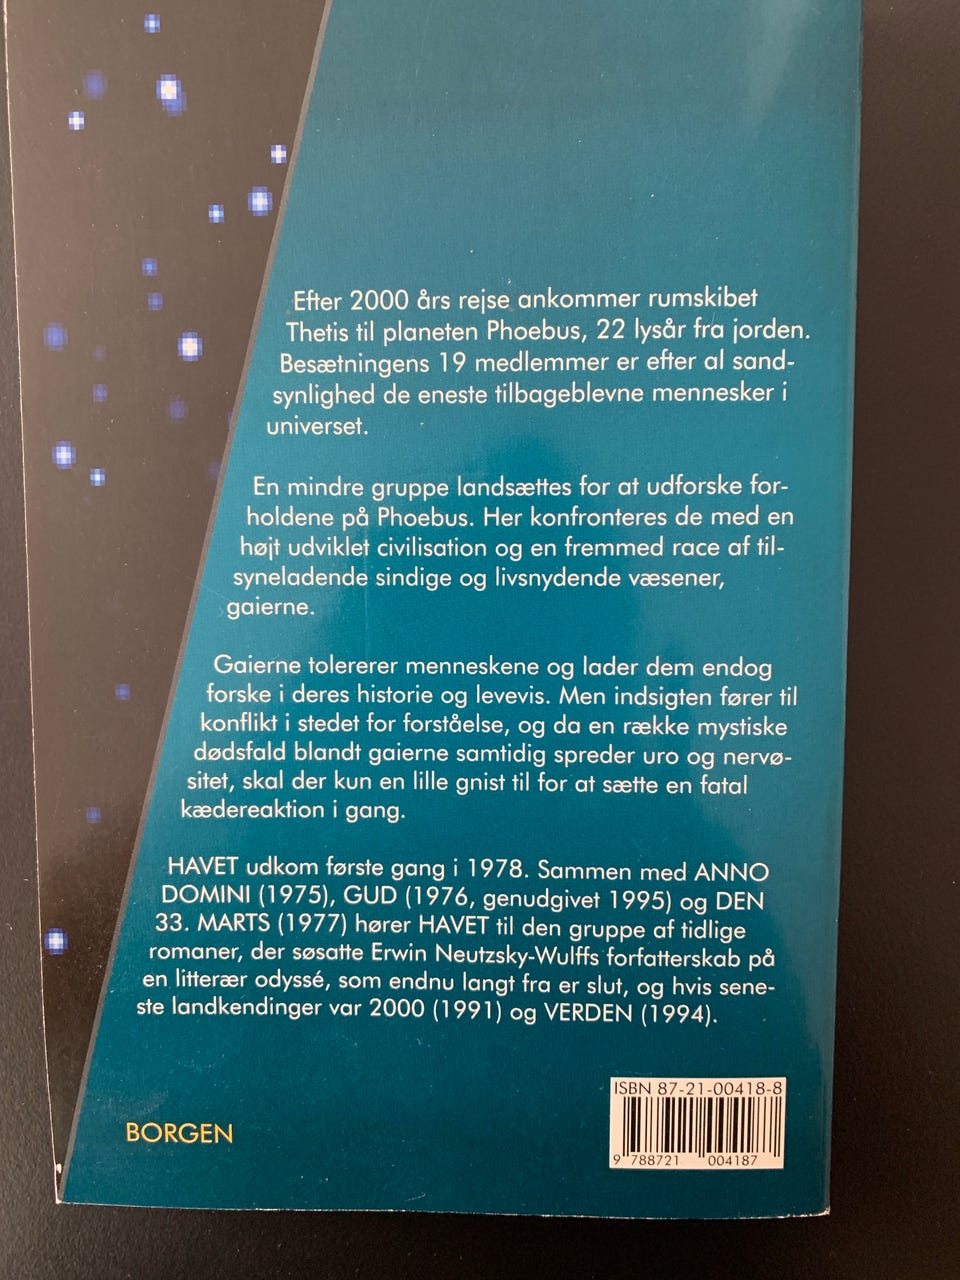 Efter 2000 års rejse ankommer rumskibet
Thetis til planeten Phoebus, 22 lysår fra jorden.
Besætningens 19 medlemmer er efter al sand-
synlighed de eneste tilbageblevne mennesker i
universet.
En mindre gruppe landsættes for at udforske for-
holdene på Phoebus. Her konfronteres de med en
højt udviklet civilisation og en fremmed race af til-
syneladende sindige og livsnydende væsener,
gaierne.
Gaierne tolererer menneskene og lader dem endog
forske i deres historie og levevis. Men indsigten fører til
konflikt i stedet for forståelse, og da en række mystiske
dødsfald blandt gaierne samtidig spreder uro og nervø-
sitet, skal der kun en lille gnist til for at sætte en fatal
kædereaktion i gang.
HAVET udkom første gang i 1978. Sammen med ANNO
DOMINI (1975), GUD (1976, genudgivet 1995) og DEN
33. MARTS (1977) hører HAVET til den gruppe af tidlige
romaner, der søsatte Erwin Neutzsky-Wulffs forfatterskab på
en litterær odyssé, som endnu langt fra er slut, og hvis sene-
ste landkendinger var 2000 (1991) og VERDEN (1994).
ISBN 87-21-00418-8
BORGEN
9 788721 004187